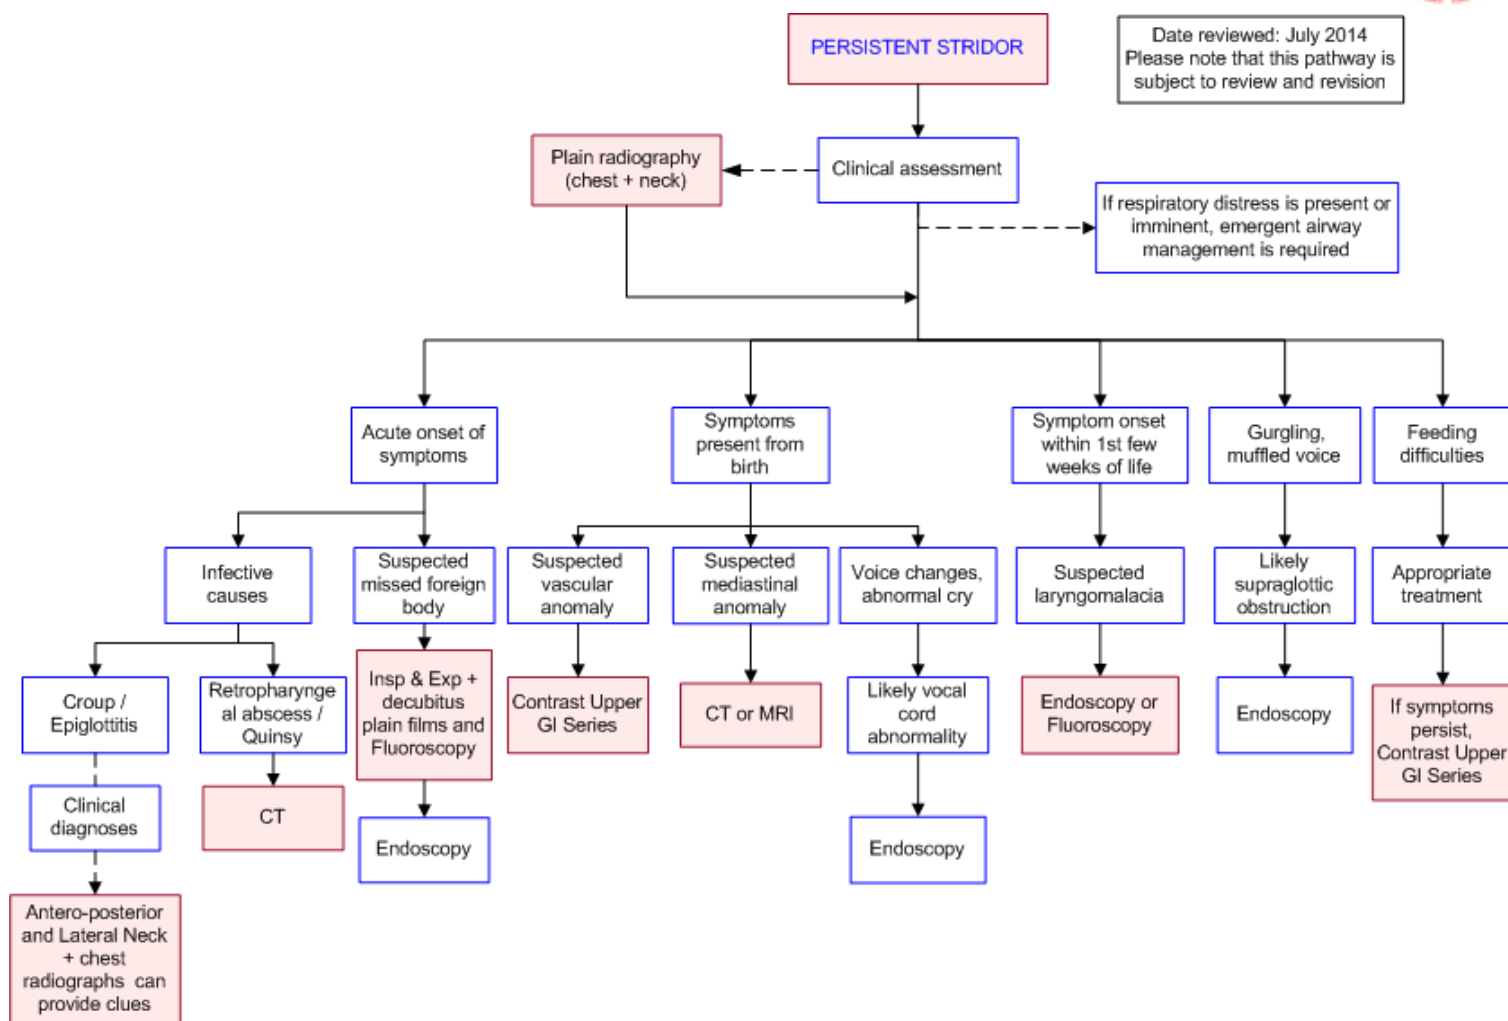 PERSISTENT STRIDOR
Date reviewed: July 2014
Please note that this pathway is
subject to review and revision
Plain radiography
(chest + neck)
Clinical assessment
If respiratory distress is present or
imminent, emergent airway
management is required
Acute onset of
symptoms
Symptoms
present from
birth
Symptom onset
within 1st few
weeks of life
Gurgling,
muffled voice
Feeding
difficulties
Infective
causes
Suspected
missed foreign
body
Suspected
vascular
anomaly
Suspected
mediastinal
anomaly
Voice changes,
abnormal cry
Suspected
laryngomalacia
Likely
supraglottic
obstruction
Appropriate
treatment
Croup /
Epiglottitis
Retropharynge
al abscess /
Quinsy
Insp & Exp +
decubitus
plain films and
Fluoroscopy
Contrast Upper
GI Series
CT or MRI
Likely vocal
cord
abnormality
Endoscopy or
Fluoroscopy
Endoscopy
If symptoms
persist,
Contrast Upper
GI Series
Clinical
diagnoses
CT
Endoscopy
Endoscopy
Antero-posterior
and Lateral Neck
+ chest
radiographs can
provide clues